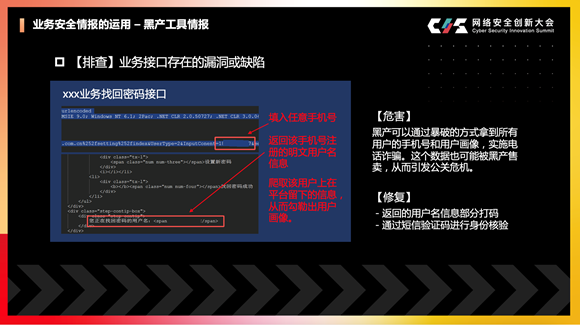 业务安全情报的运用 – 黑产工具情报
网络安全创新大会
Cyber Security Innovation Summit
【排查】业务接口存在的漏洞或缺陷
xxx业务找回密码接口
urlencoded
MSIE 9.0; Windows NT 6.1; 2Par; .NET CLR 2.0.50727; .NET CLR 3.0.0
.com.cn%252fsetting%252findex&UserType=2&InputConent=1
填入任意手机号
返回该手机号注
册的明文用户名
信息
爬取该用户上在
平台留下的信息，
从而勾勒出用户
画像。
<div class="ta-l">
<span class="num num-three"></span>设置新密码
</div>
<i></i></li>
<li>
<div class="ta-l">
<b></b><span class="num num-four"></span>找回密码成功
</div>
</li>
</ul>
</div>
<div class="step-contip-box">
您正在找回密码的用户名：<span </span>
</div>
【危害】
黑产可以通过暴破的方式拿到所有
用户的手机号和用户画像，实施电
话诈骗。这个数据也可能被黑产售
卖，从而引发公关危机。
【修复】
- 返回的用户名信息部分打码
- 通过短信验证码进行身份核验